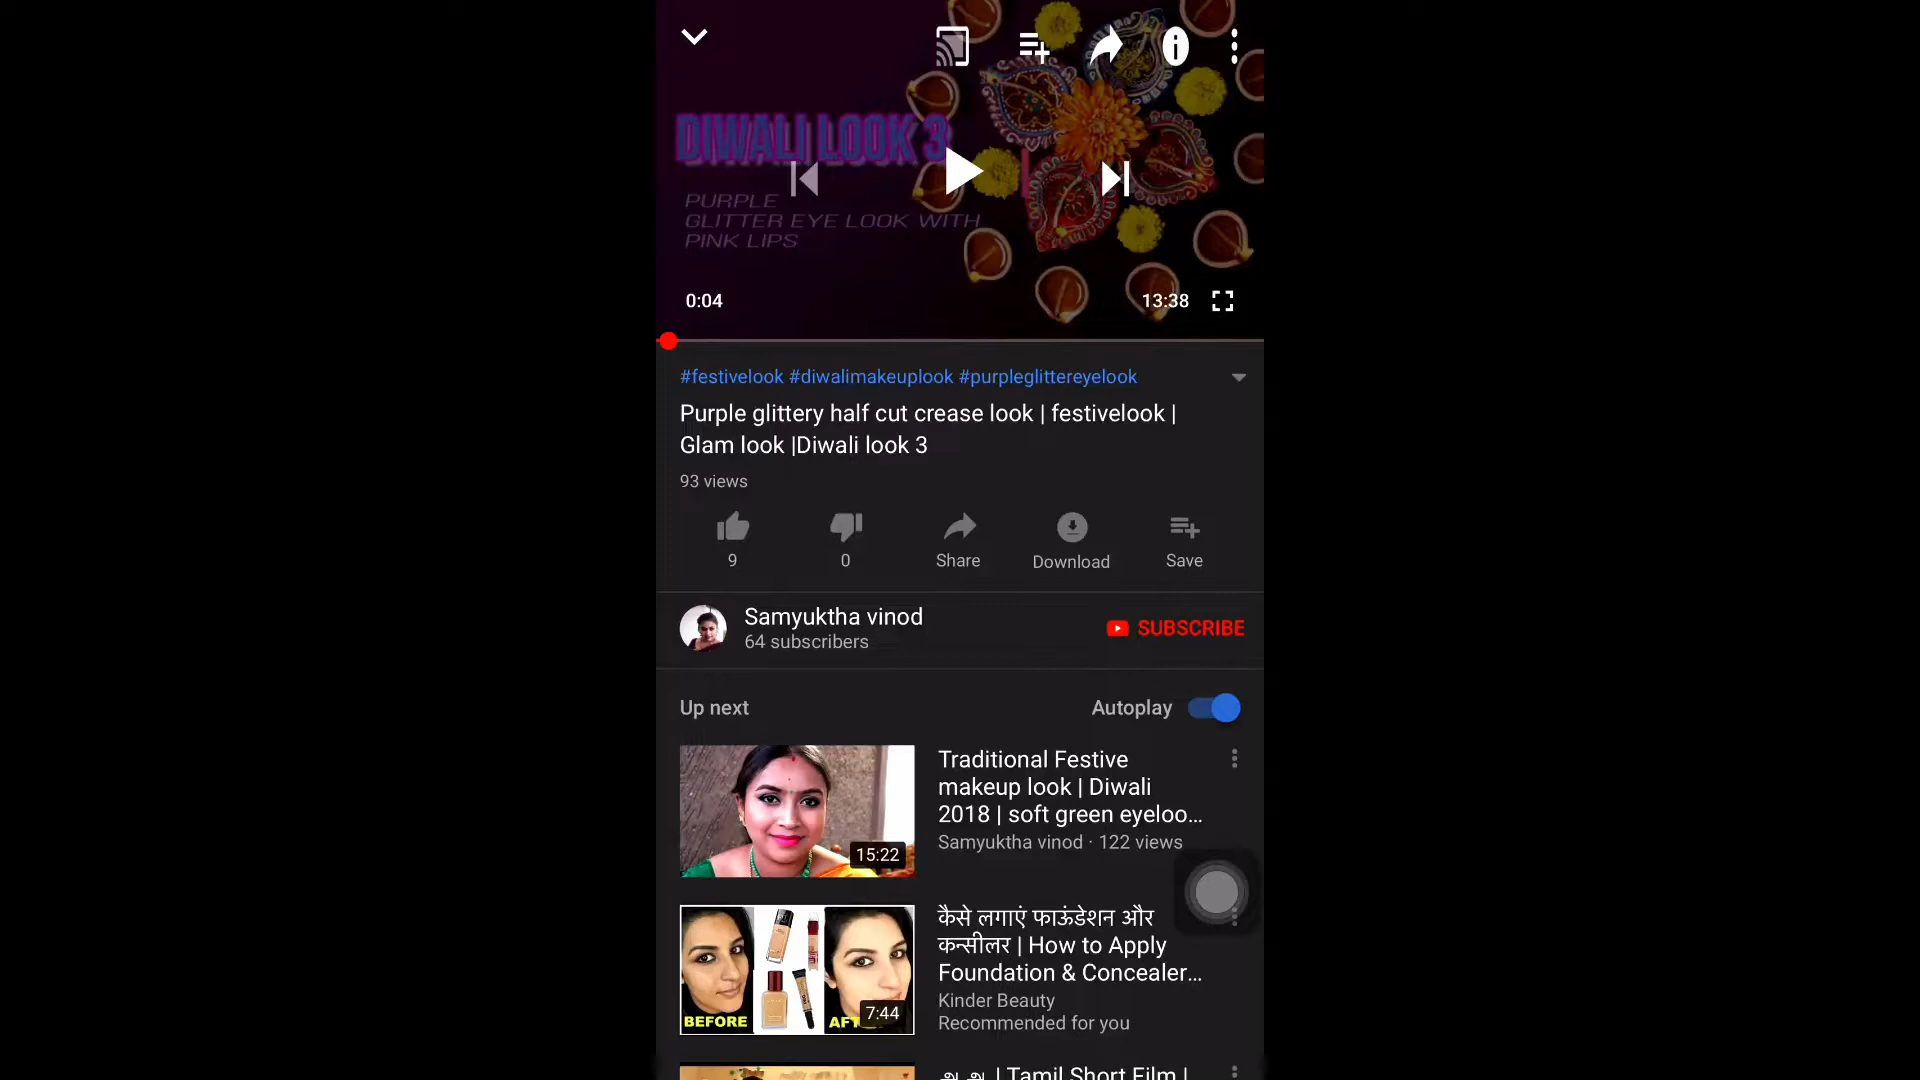 DIWALI LOOK 3
PURPLE
GLITTER EYE LOOK WITH
PINK LIPS
0:04
13:38
#festivelook #diwalimakeuplook #purpleglittereyelook
Purple glittery half cut crease look | festivelook |
Glam look |Diwali look 3
93 views
9
0
Share
Download
Save
Samyuktha vinod
64 subscribers
SUBSCRIBE
Up next
Autoplay
Traditional Festive
makeup look | Diwali
2018 | soft green eyeloo...
Samyuktha vinod · 122 views
15:22
कैसे लगाएं फाऊंडेशन और
कन्सीलर | How to Apply
Foundation & Concealer...
Kinder Beauty
Recommended for you
BEFORE
AFT
7:44
| Tamil Short Film |